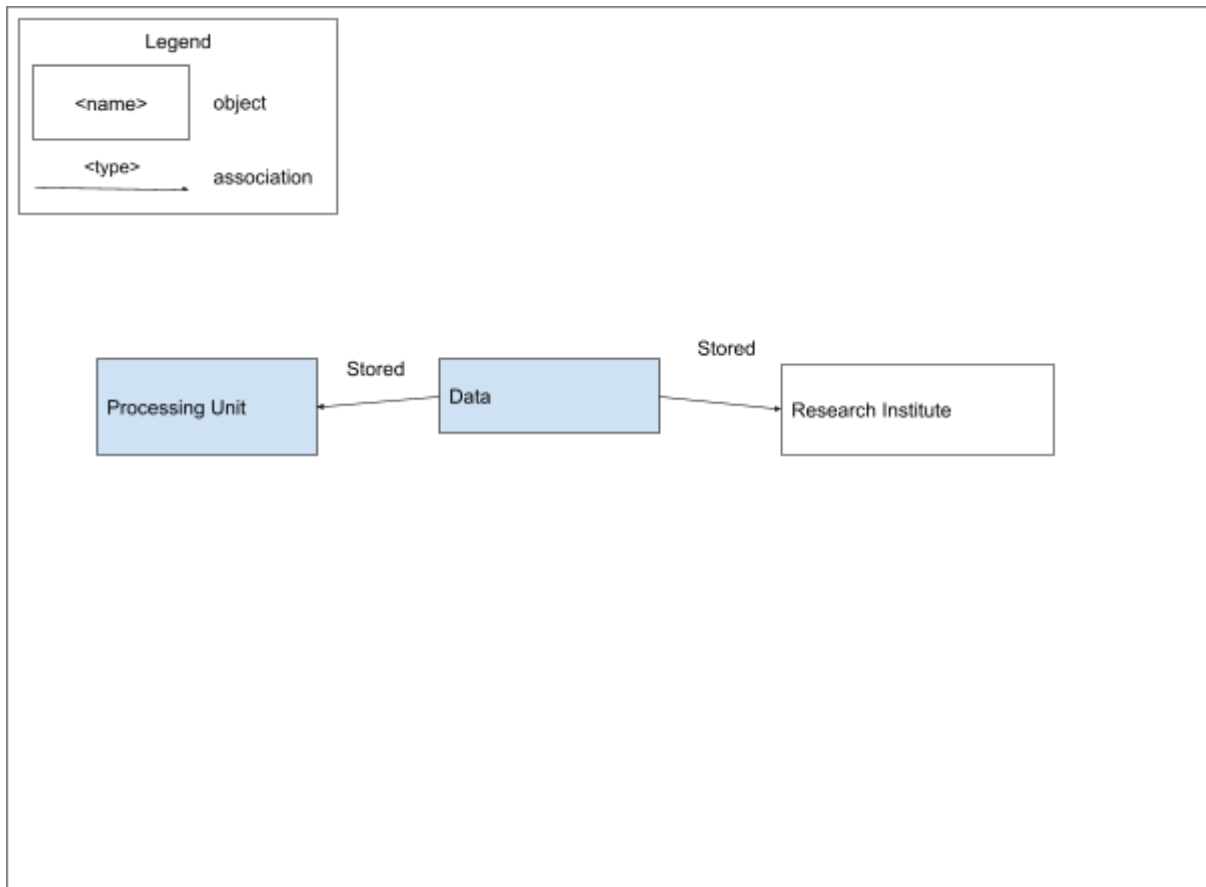 Legend
<name>
object
<type>
association
Stored
Stored
Processing Unit
Data
Research Institute